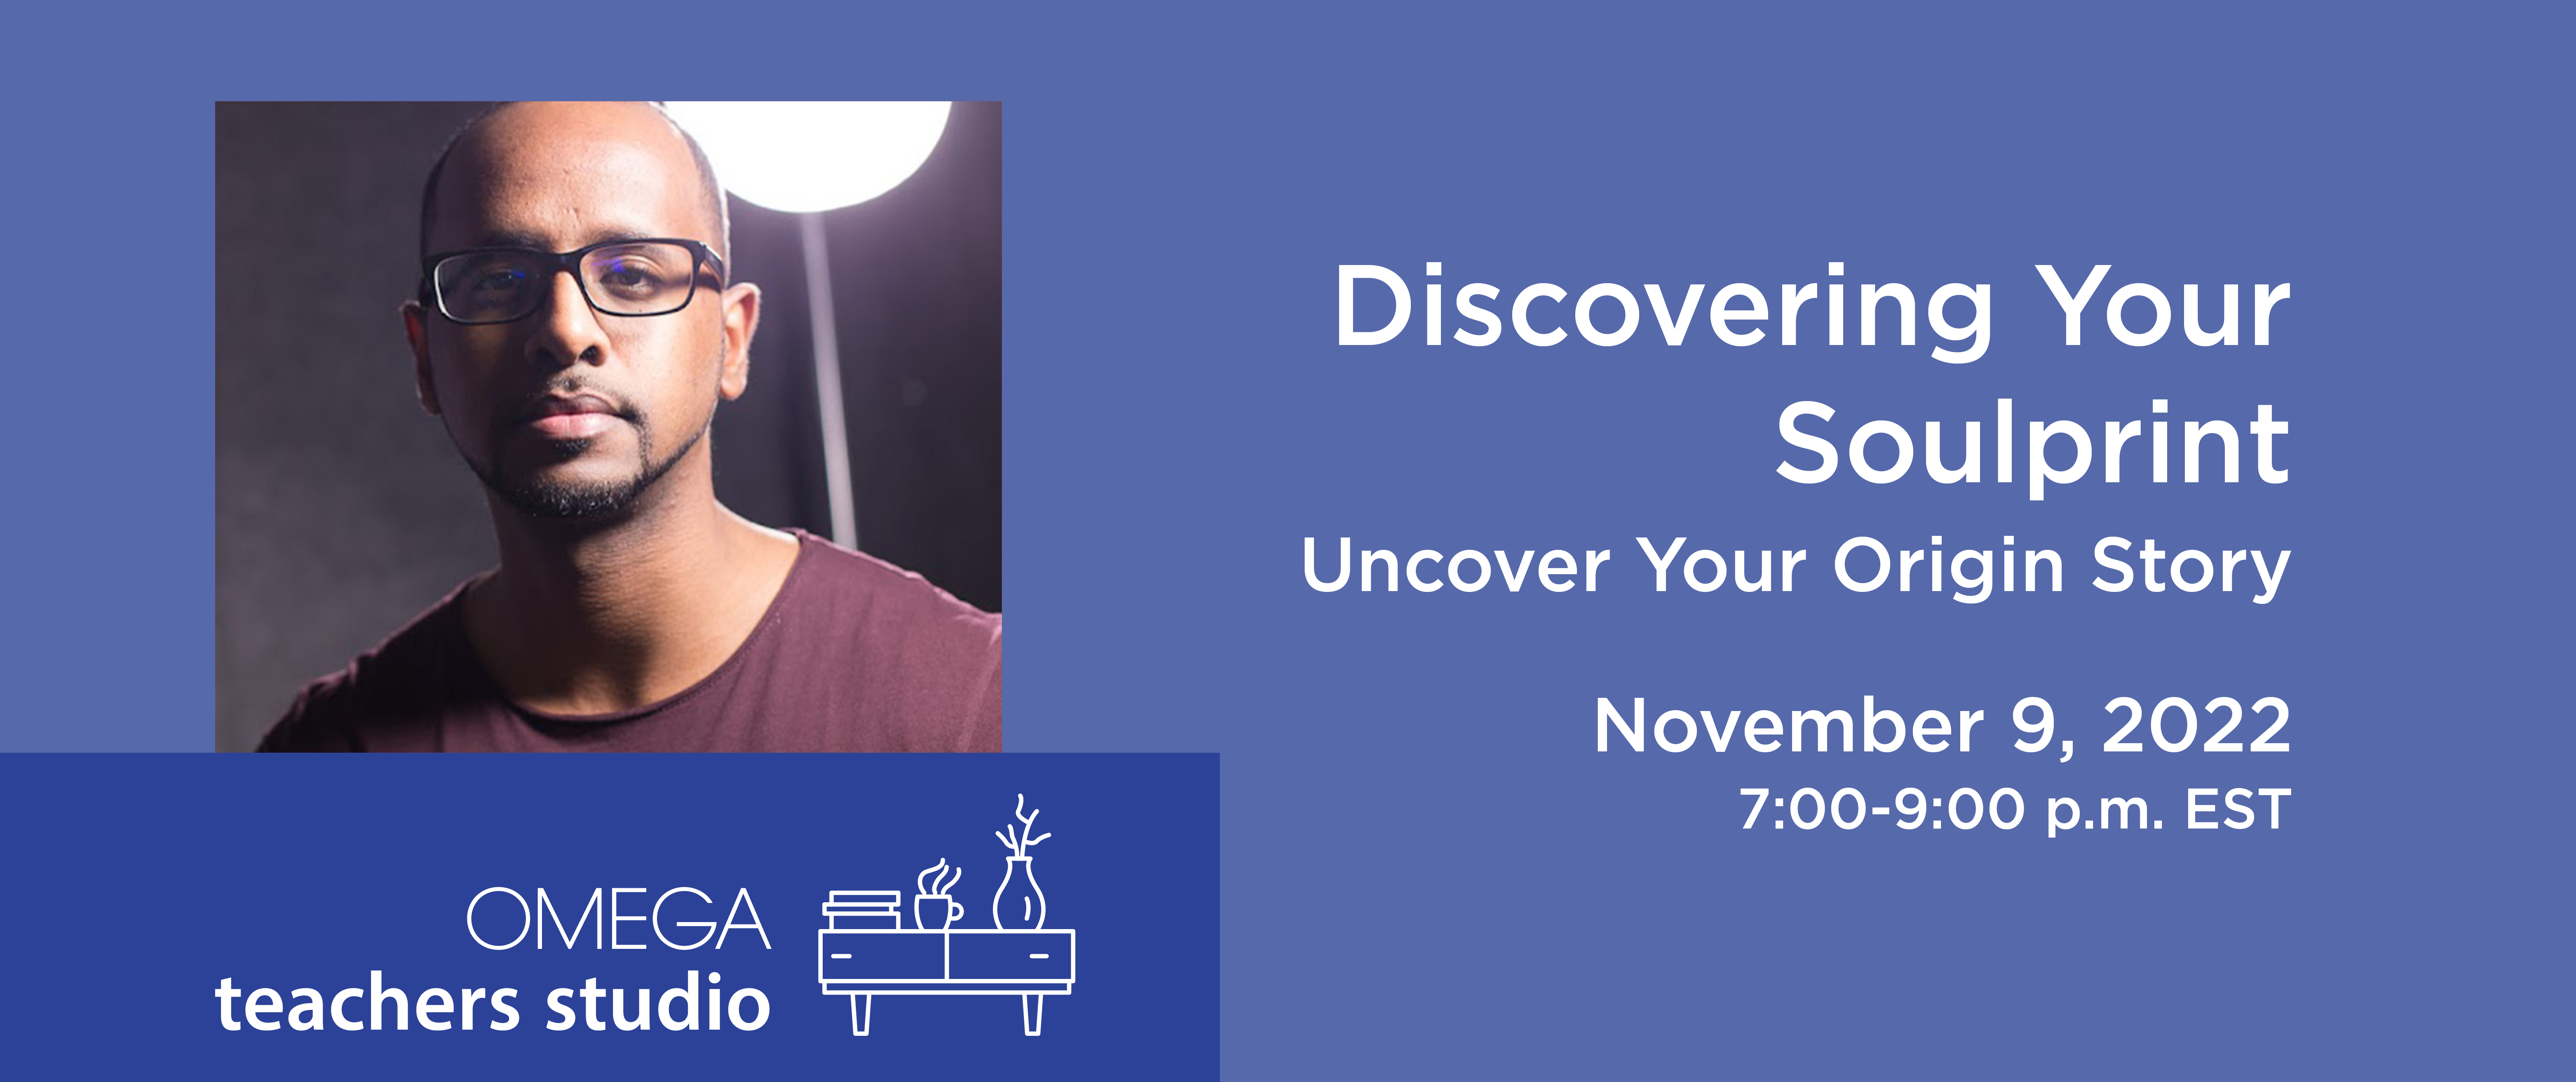 Discovering Your
Soulprint
Uncover Your Origin Story
November 9, 2022
7:00-9:00 p.m. EST
OMEGA
teachers studio